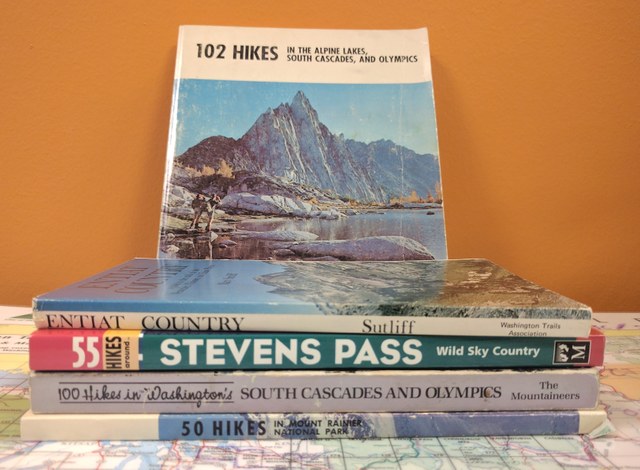 102 HIKES IN THE ALPINE LAKES,
SOUTH CASCADES, AND OLYMPICS
ENTIAT COUNTRY Sutliff Washington Trails
Association
55 HIKES around STEVENS PASS Wild Sky Country M
100 Hikes in Washington's SOUTH CASCADES AND OLYMPICS The
Mountaineers
50 HIKES IN MOUNT RAINIER
NATIONAL PARK